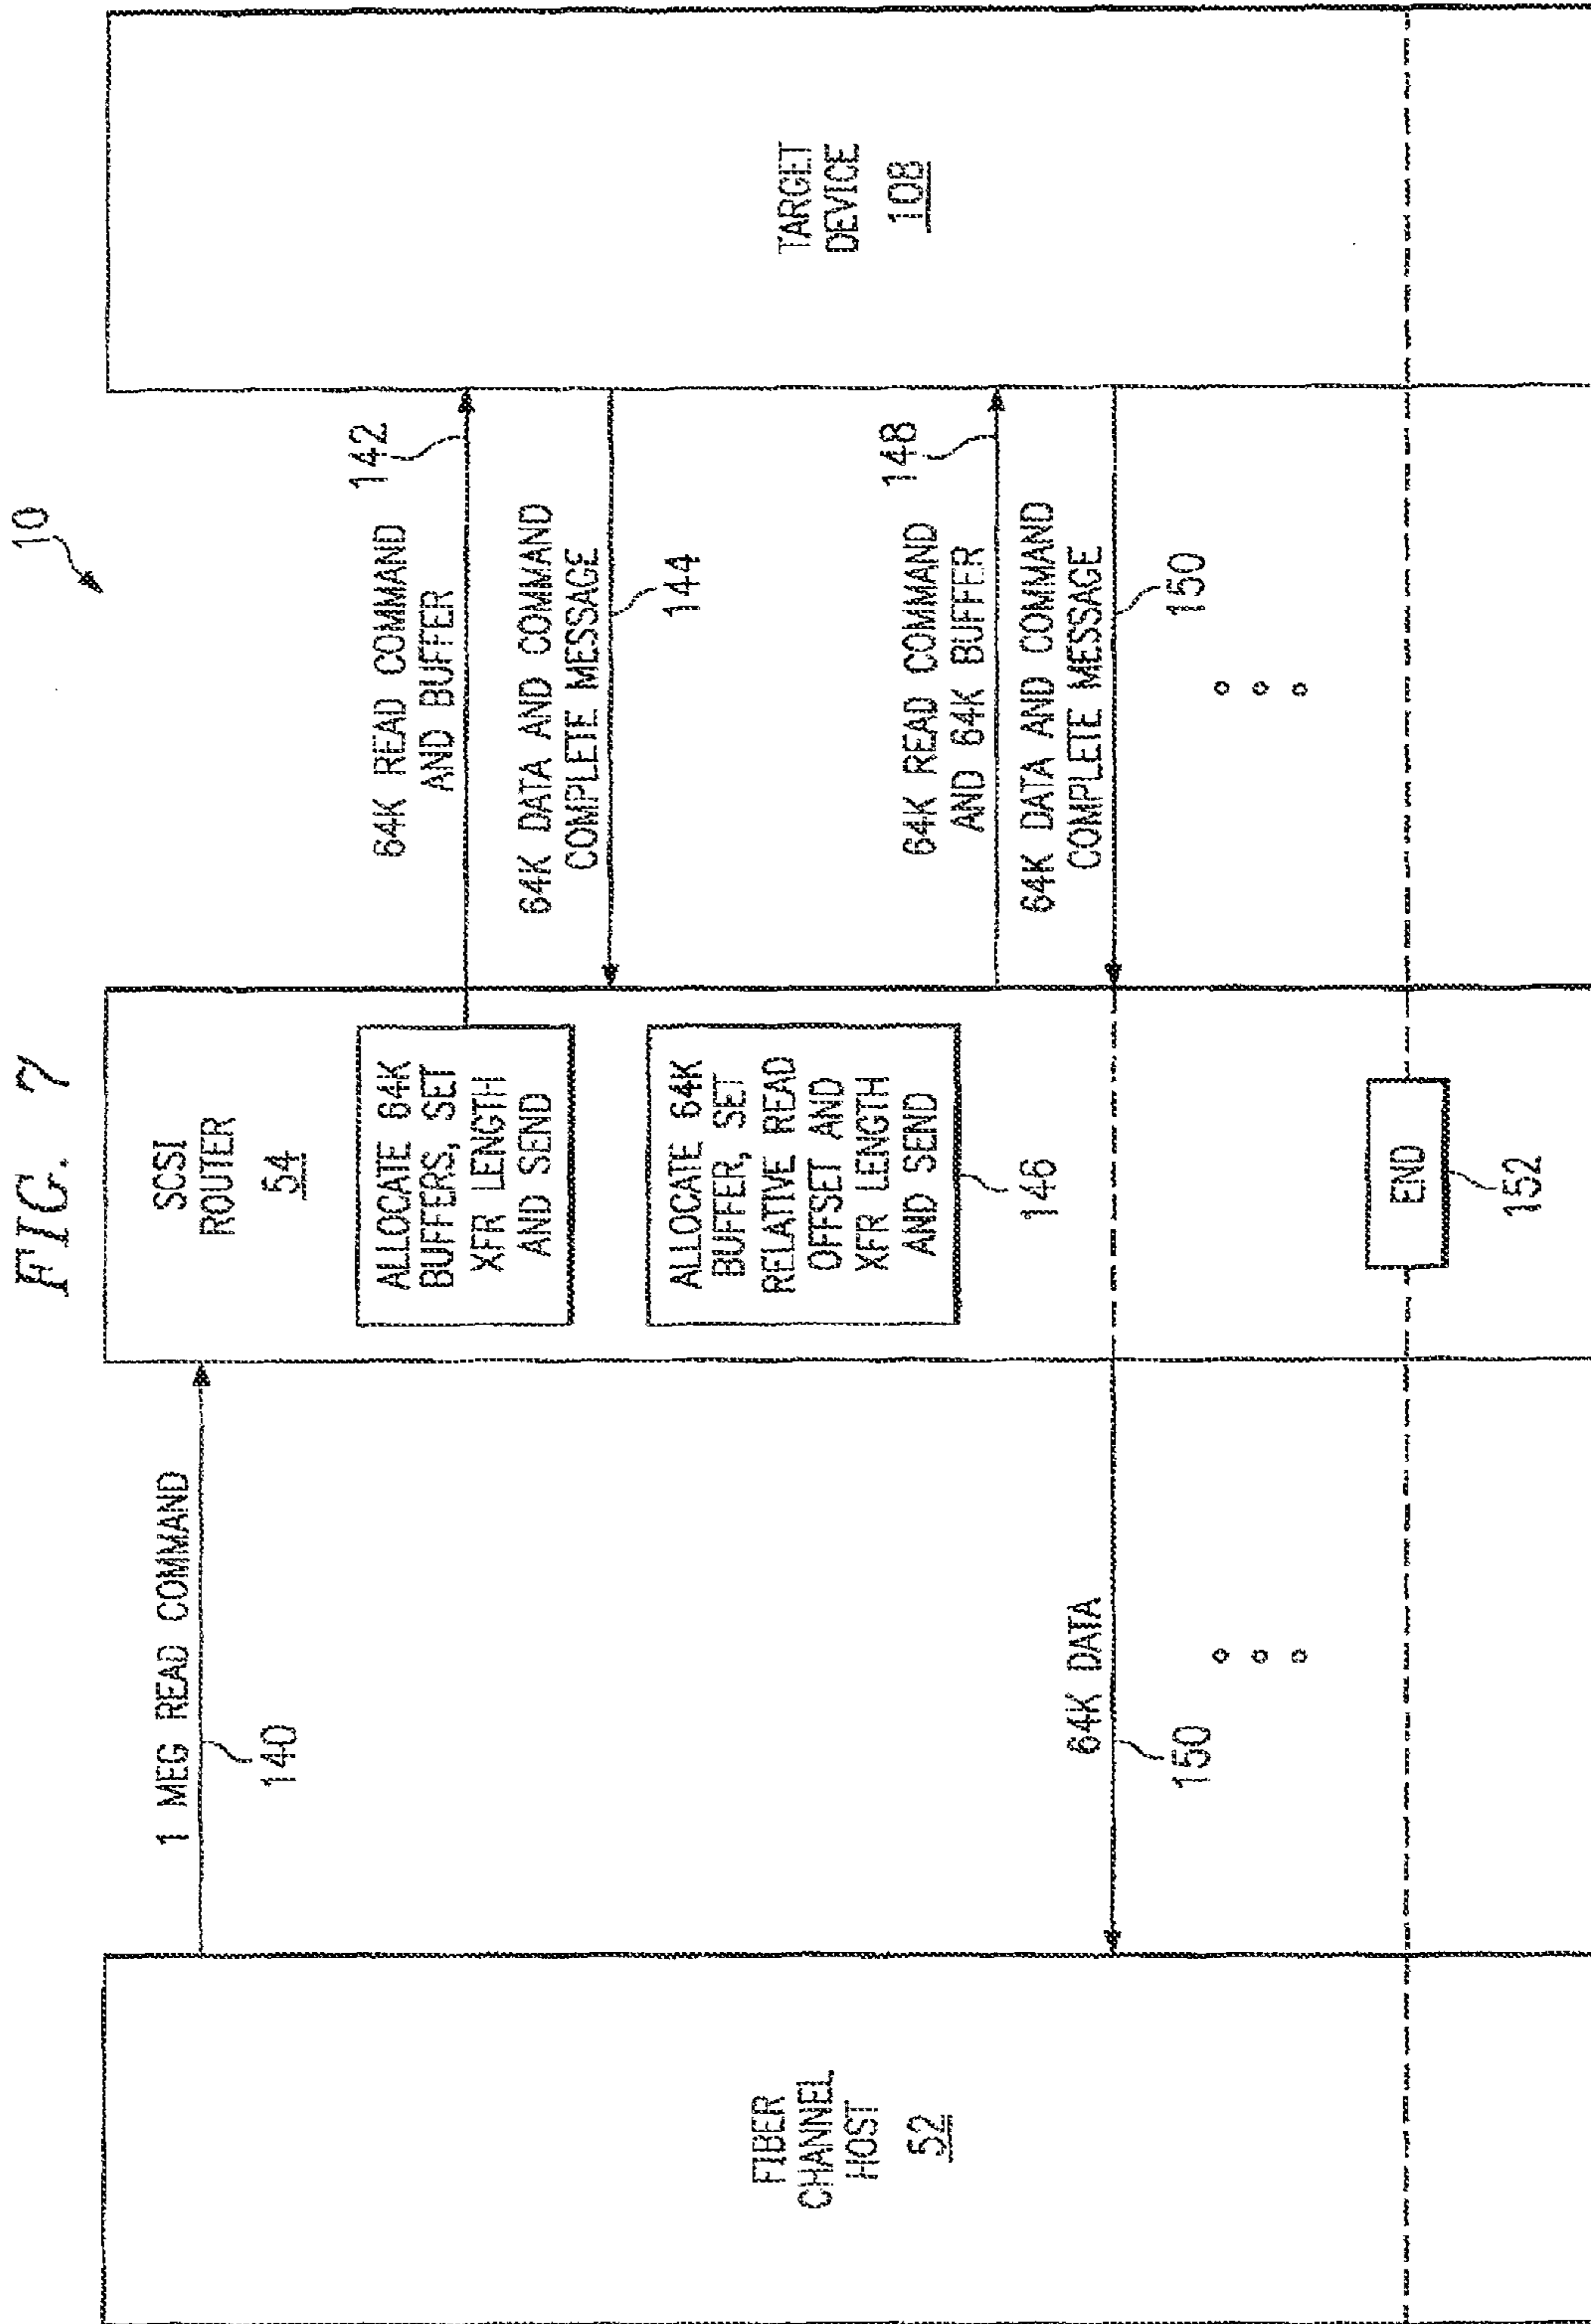 FIG. 7
10
FIBER
CHANNEL
HOST
52
1 MEG READ COMMAND
140
64K DATA
150
SCSI
ROUTER
54
ALLOCATE 64K
BUFFERS, SET
XFR LENGTH
AND SEND
ALLOCATE 64K
BUFFER, SET
RELATIVE READ
OFFSET AND
XFR LENGTH
AND SEND
146
END
152
64K READ COMMAND
AND BUFFER
142
64K DATA AND COMMAND
COMPLETE MESSAGE
144
64K READ COMMAND
AND 64K BUFFER
148
64K DATA AND COMMAND
COMPLETE MESSAGE
150
TARGET
DEVICE
108